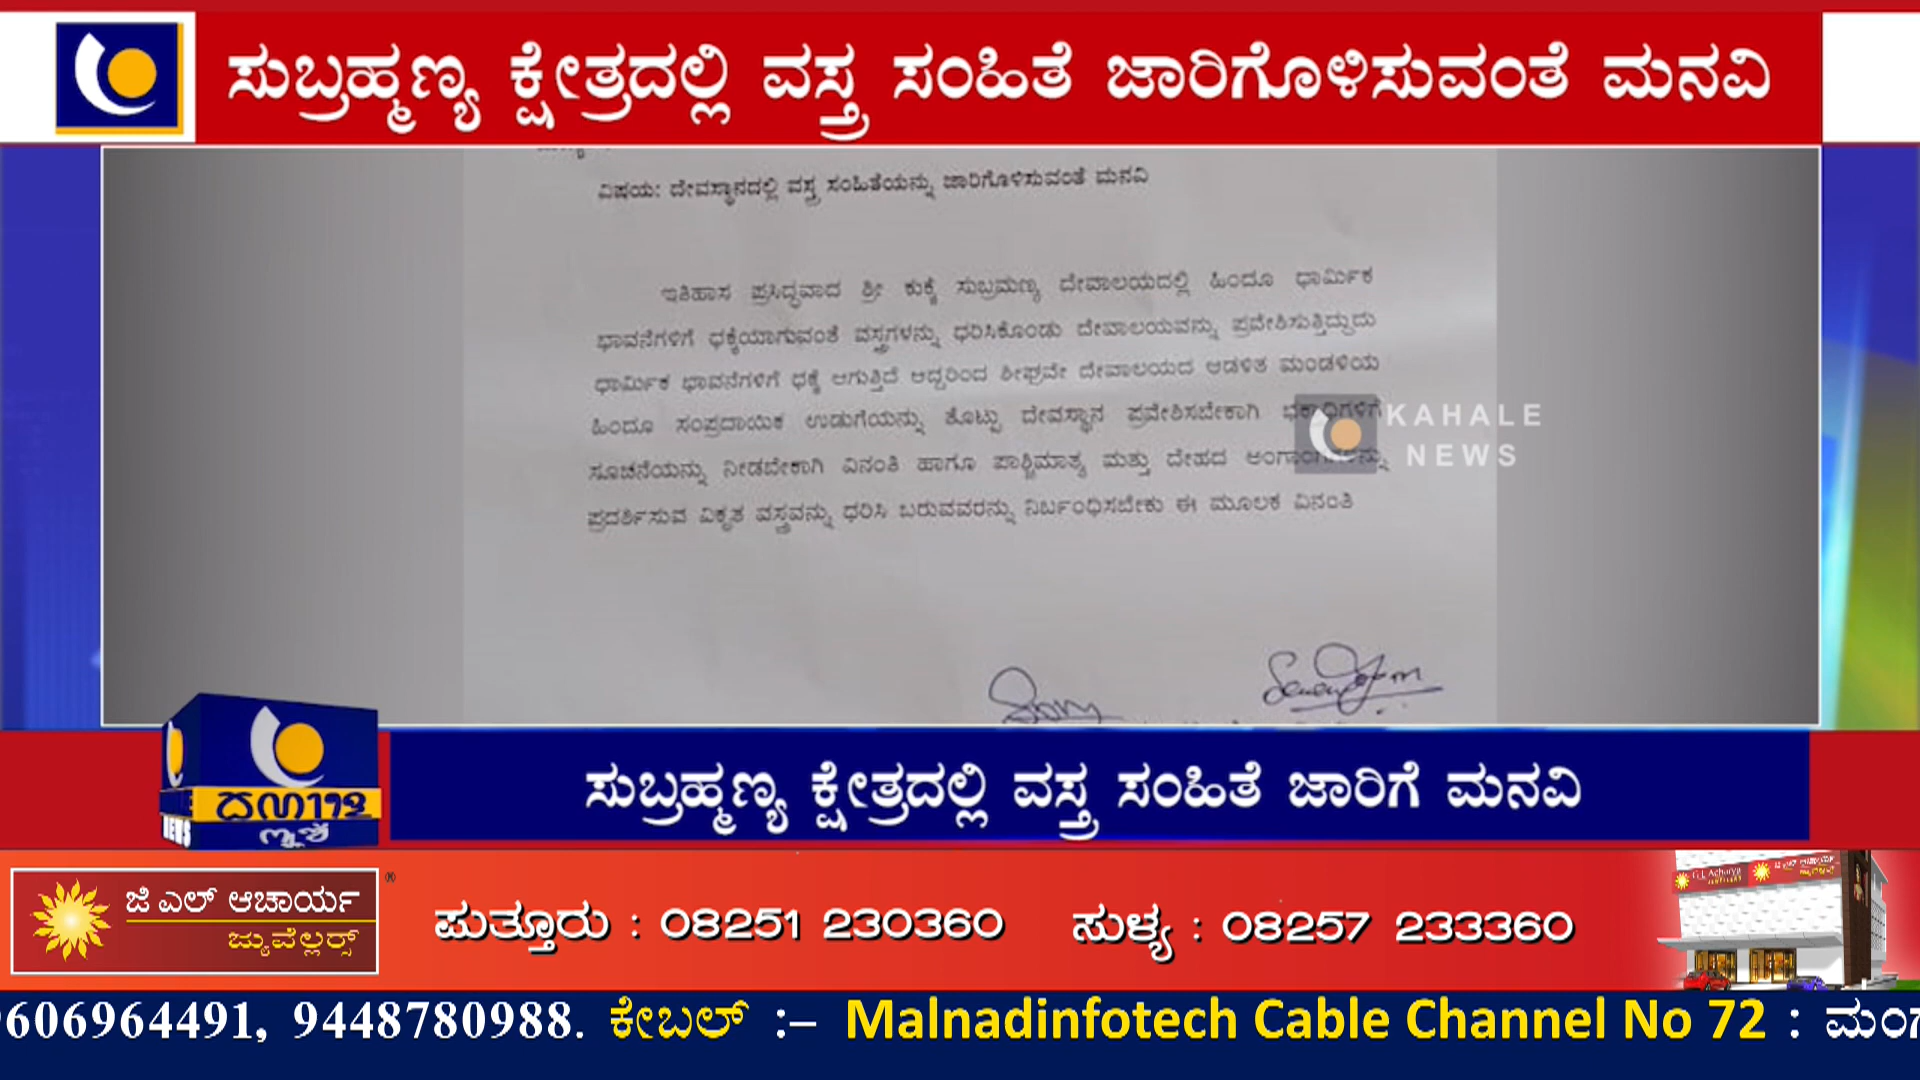 ಸುಬ್ರಹ್ಮಣ್ಯ ಕ್ಷೇತ್ರದಲ್ಲಿ ವಸ್ತ್ರ ಸಂಹಿತೆ ಜಾರಿಗೊಳಿಸುವಂತೆ ಮನವಿ
ವಿಷಯ: ದೇವಸ್ಥಾನದಲ್ಲಿ ವಸ್ತ್ರ ಸಂಹಿತೆಯನ್ನು ಜಾರಿಗೊಳಿಸುವಂತೆ ಮನವಿ
ಇತಿಹಾಸ ಪ್ರಸಿದ್ಧವಾದ ಶ್ರೀ ಕುಕ್ಕೆ ಸುಬ್ರಮಣ್ಯ ದೇವಾಲಯದಲ್ಲಿ ಹಿಂದೂ ಧಾರ್ಮಿಕ
ಭಾವನೆಗಳಿಗೆ ಧಕ್ಕೆಯಾಗುವಂತೆ ವಸ್ತ್ರಗಳನ್ನು ಧರಿಸಿಕೊಂಡು ದೇವಾಲಯವನ್ನು ಪ್ರವೇಶಿಸುತ್ತಿದ್ದುದು
ಧಾರ್ಮಿಕ ಭಾವನೆಗಳಿಗೆ ಧಕ್ಕೆ ಆಗುತ್ತಿದೆ ಆದ್ದರಿಂದ ಶೀಘ್ರವೇ ದೇವಾಲಯದ ಆಡಳಿತ ಮಂಡಳಿಯ
ಹಿಂದೂ ಸಂಪ್ರದಾಯಿಕ ಉಡುಗೆಯನ್ನು ತೊಟ್ಟು ದೇವಸ್ಥಾನ ಪ್ರವೇಶಿಸಬೇಕಾಗಿ
ಸೂಚನೆಯನ್ನು ನೀಡಬೇಕಾಗಿ ವಿನಂತಿ ಹಾಗೂ ಪಾಶ್ಚಿಮಾತ್ಯ ಮತ್ತು ದೇಹದ
ಪ್ರದರ್ಶಿಸುವ ವಿಕೃತ ವಸ್ತ್ರವನ್ನು ಧರಿಸಿ ಬರುವವರನ್ನು ನಿರ್ಬಂಧಿಸಬೇಕು ಈ ಮೂಲಕ ವಿನಂತಿ
KAHALE
NEWS
ಸುಬ್ರಹ್ಮಣ್ಯ ಕ್ಷೇತ್ರದಲ್ಲಿ ವಸ್ತ್ರ ಸಂಹಿತೆ ಜಾರಿಗೆ ಮನವಿ
NEWS
ಜಿ ಎಲ್ ಆಚಾರ್ಯ
ಜ್ಯುವೆಲ್ಲರ್ಸ್
ಪುತ್ತೂರು : 08251 230360 ಸುಳ್ಯ : 08257 233360
9606964491, 9448780988. ಕೇಬಲ್ :– Malnadinfotech Cable Channel No 72 :